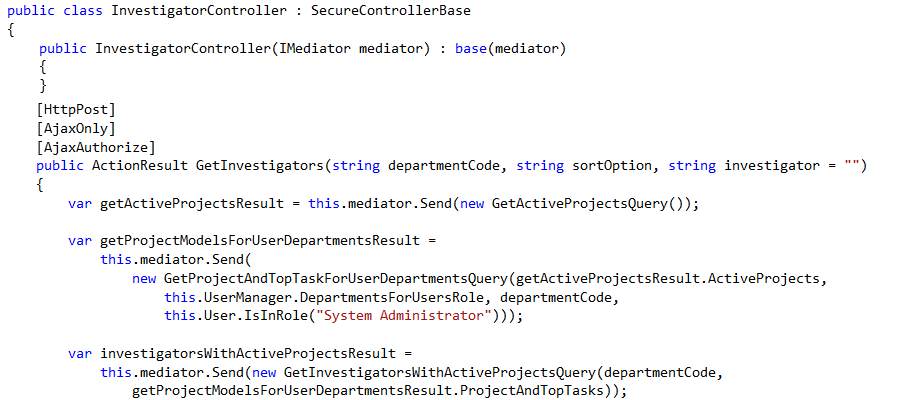 public class InvestigatorController : SecureControllerBase
{
public InvestigatorController(IMediator mediator) : base(mediator)
{
}
[HttpPost]
[AjaxOnly]
[AjaxAuthorize]
public ActionResult GetInvestigators(string departmentCode, string sortOption, string investigator = "")
{
var getActiveProjectsResult = this.mediator.Send(new GetActiveProjectsQuery());
var getProjectModelsForUserDepartmentsResult =
this.mediator.Send(
new GetProjectAndTopTaskForUserDepartmentsQuery(getActiveProjectsResult.ActiveProjects,
this.UserManager.DepartmentsForUsersRole, departmentCode,
this.User.IsInRole("System Administrator")));
var investigatorsWithActiveProjectsResult =
this.mediator.Send(new GetInvestigatorsWithActiveProjectsQuery(departmentCode,
getProjectModelsForUserDepartmentsResult.ProjectAndTopTasks));